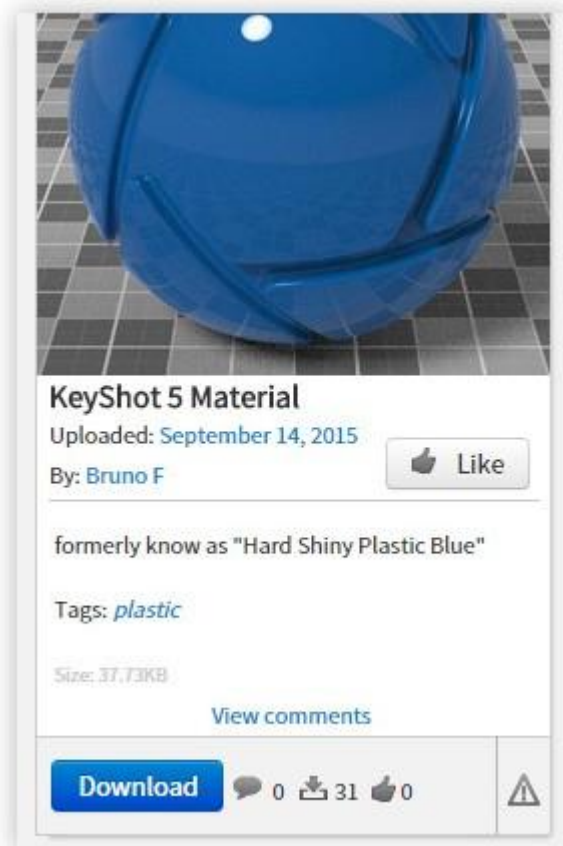 KeyShot 5 Material
Uploaded: September 14, 2015
By: Bruno F
Like
formerly know as "Hard Shiny Plastic Blue"
Tags: plastic
Size: 37.73KB
View comments
Download 0 31 0